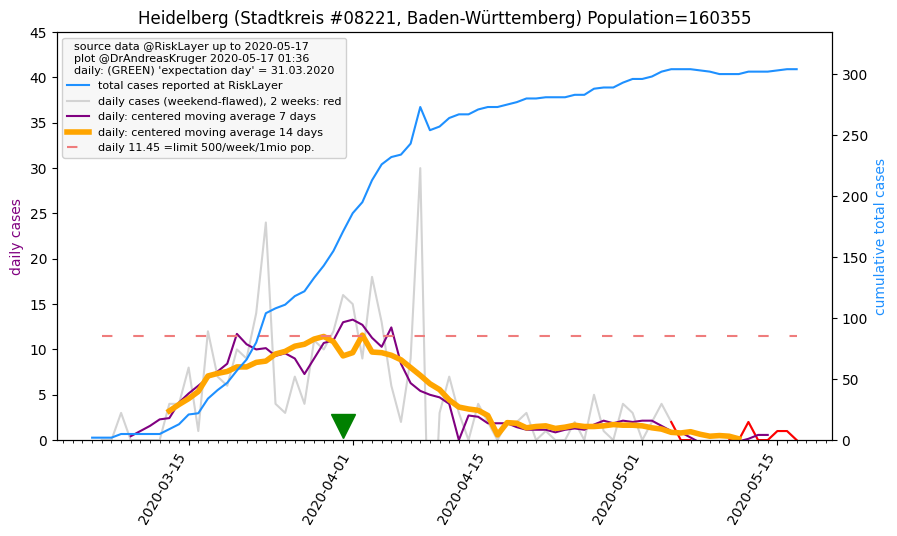 Heidelberg (Stadtkreis #08221, Baden-Württemberg) Population=160355
source data @RiskLayer up to 2020-05-17
plot @DrAndreasKruger 2020-05-17 01:36
daily: (GREEN) 'expectation day' = 31.03.2020
total cases reported at RiskLayer
daily cases (weekend-flawed), 2 weeks: red
daily: centered moving average 7 days
daily: centered moving average 14 days
daily 11.45 =limit 500/week/1mio pop.
daily cases
45
40
35
30
25
20
15
10
5
0
cumulative total cases
300
250
200
150
100
50
0
2020-03-15
2020-04-01
2020-04-15
2020-05-01
2020-05-15